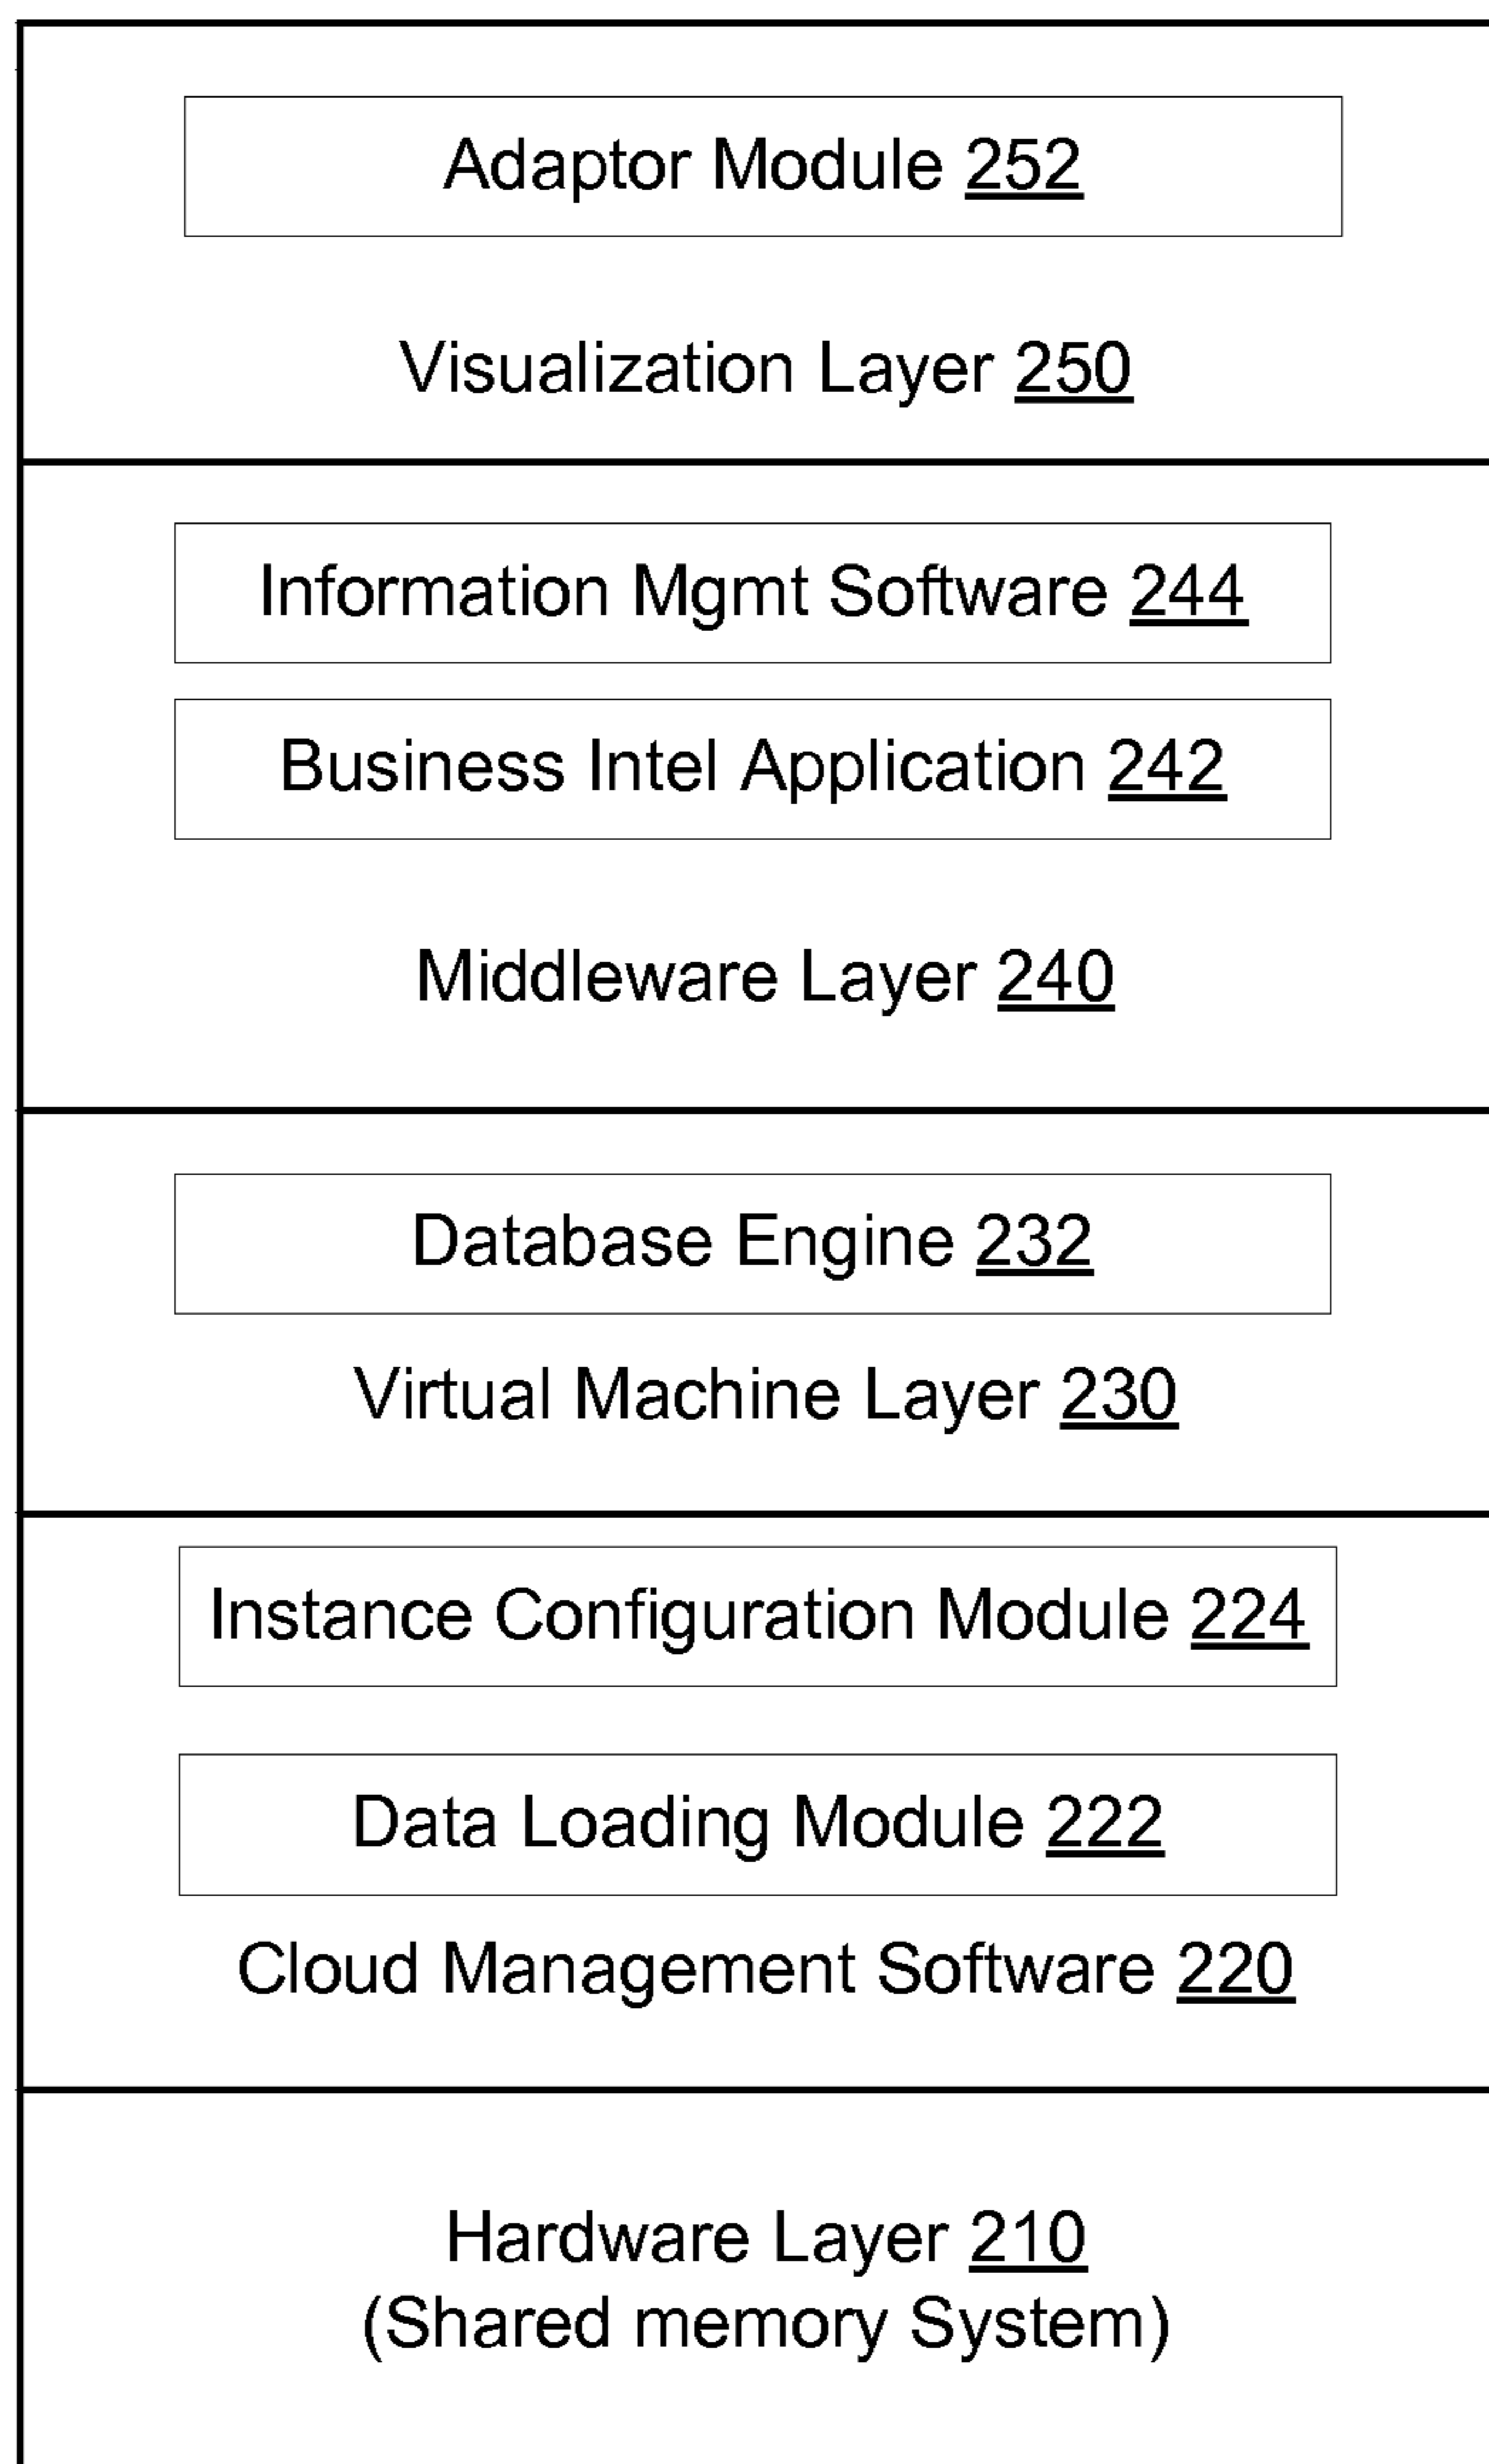 Adaptor Module 252
Visualization Layer 250
Information Mgmt Software 244
Business Intel Application 242
Middleware Layer 240
Database Engine 232
Virtual Machine Layer 230
Instance Configuration Module 224
Data Loading Module 222
Cloud Management Software 220
Hardware Layer 210
(Shared memory System)